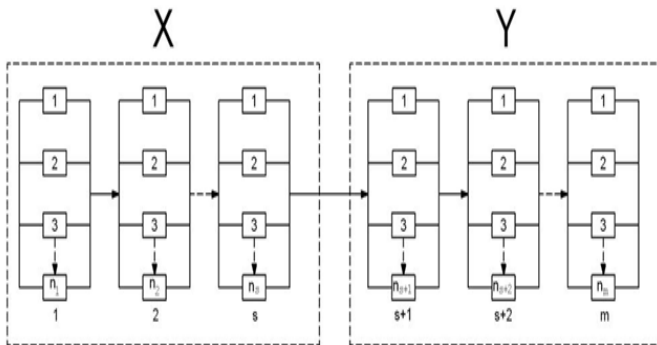 X Y
1 1 1 1 1 1
2 2 2 2 2 2
3 3 3 3 3 3
n₁ n₂ nₛ nₛ₊₁ nₛ₊₂ nₘ
1 2 s s+1 s+2 m